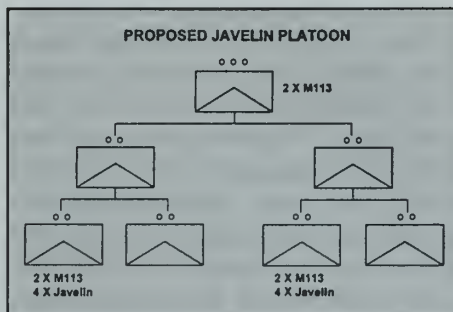 PROPOSED JAVELIN PLATOON
2 X M113
2 X M113
4 X Javelin
2 X M113
4 X Javelin